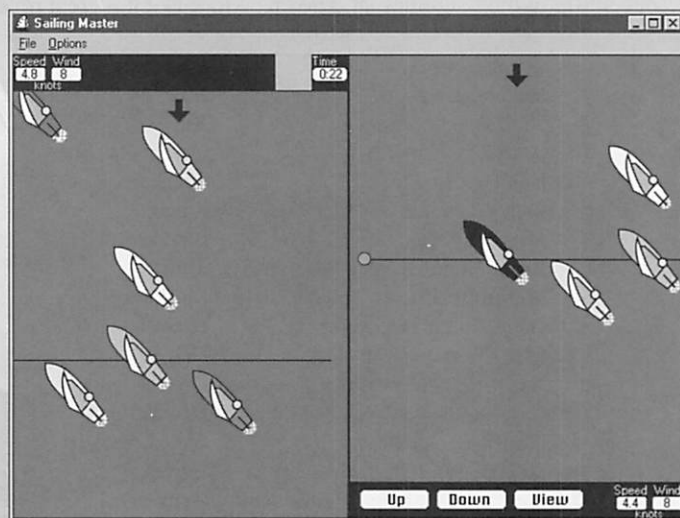 Sailing Master
File Options
Speed Wind
4.8 8
knots
Time
0:22
Up Down View
Speed Wind
4.4 8
knots